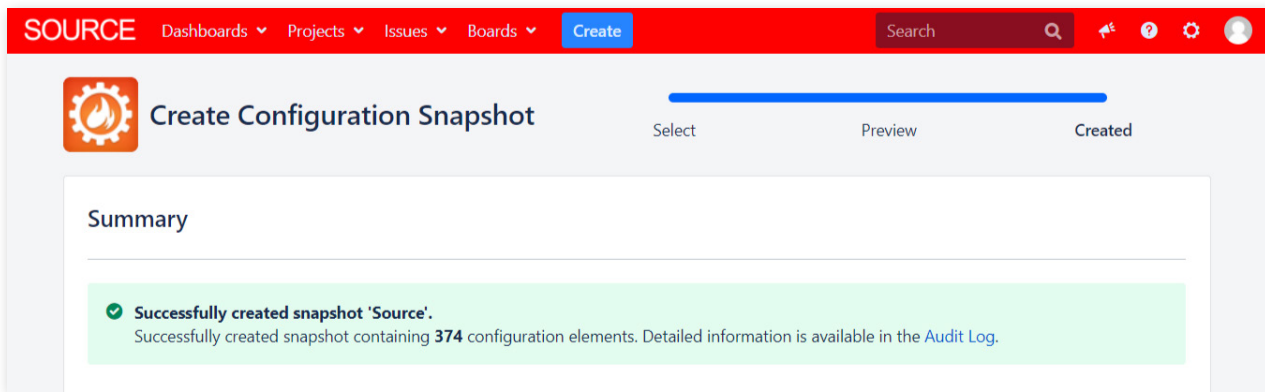 SOURCE Dashboards Projects Issues Boards Create Search
Create Configuration Snapshot
Select Preview Created
Summary
Successfully created snapshot 'Source'.
Successfully created snapshot containing 374 configuration elements. Detailed information is available in the Audit Log.